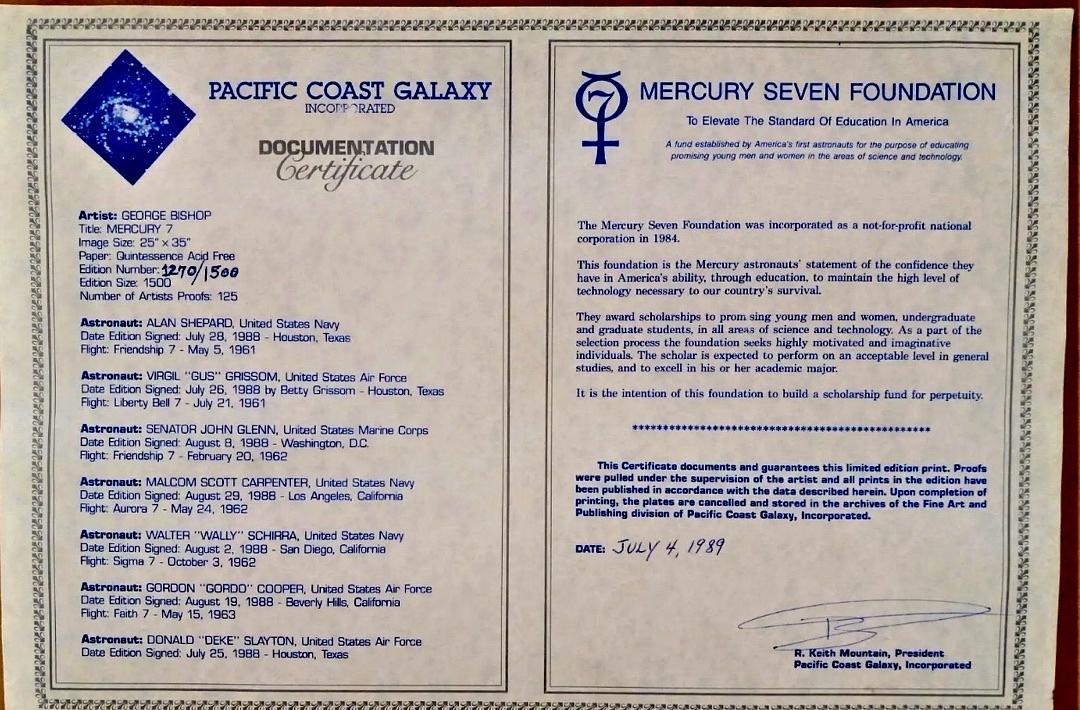 PACIFIC COAST GALAXY
INCORPORATED
DOCUMENTATION
Certificate
Artist: GEORGE BISHOP
Title: MERCURY 7
Image Size: 25" x 35"
Paper: Quintessence Acid Free
Edition Number: 1270/1500
Edition Size: 1500
Number of Artists Proofs: 125
Astronaut: ALAN SHEPARD, United States Navy
Date Edition Signed: July 28, 1988 - Houston, Texas
Flight: Friendship 7 - May 5, 1961
Astronaut: VIRGIL "GUS" GRISSOM, United States Air Force
Date Edition Signed: July 26, 1988 by Betty Grissom - Houston, Texas
Flight: Liberty Bell 7 - July 21, 1961
Astronaut: SENATOR JOHN GLENN, United States Marine Corps
Date Edition Signed: August 8, 1988 - Washington, D.C.
Flight: Friendship 7 - February 20, 1962
Astronaut: MALCOM SCOTT CARPENTER, United States Navy
Date Edition Signed: August 29, 1988 - Los Angeles, California
Flight: Aurora 7 - May 24, 1962
Astronaut: WALTER "WALLY" SCHIRRA, United States Navy
Date Edition Signed: August 2, 1988 - San Diego, California
Flight: Sigma 7 - October 3, 1962
Astronaut: GORDON "GORDO" COOPER, United States Air Force
Date Edition Signed: August 19, 1988 - Beverly Hills, California
Flight: Faith 7 - May 15, 1963
Astronaut: DONALD "DEKE" SLAYTON, United States Air Force
Date Edition Signed: July 25, 1988 - Houston, Texas
7
MERCURY SEVEN FOUNDATION
To Elevate The Standard Of Education In America
A fund established by America's first astronauts for the purpose of educating
promising young men and women in the areas of science and technology.
The Mercury Seven Foundation was incorporated as a not-for-profit national
corporation in 1984.
This foundation is the Mercury astronauts' statement of the confidence they
have in America's ability, through education, to maintain the high level of
technology necessary to our country's survival.
They award scholarships to promising young men and women, undergraduate
and graduate students, in all areas of science and technology. As a part of the
selection process the foundation seeks highly motivated and imaginative
individuals. The scholar is expected to perform on an acceptable level in general
studies, and to excell in his or her academic major.
It is the intention of this foundation to build a scholarship fund for perpetuity.
************************************************
This Certificate documents and guarantees this limited edition print. Proofs
were pulled under the supervision of the artist and all prints in the edition have
been published in accordance with the data described herein. Upon completion of
printing, the plates are cancelled and stored in the archives of the Fine Art and
Publishing division of Pacific Coast Galaxy, Incorporated.
DATE: JULY 4, 1989
R. Keith Mountain, President
Pacific Coast Galaxy, Incorporated